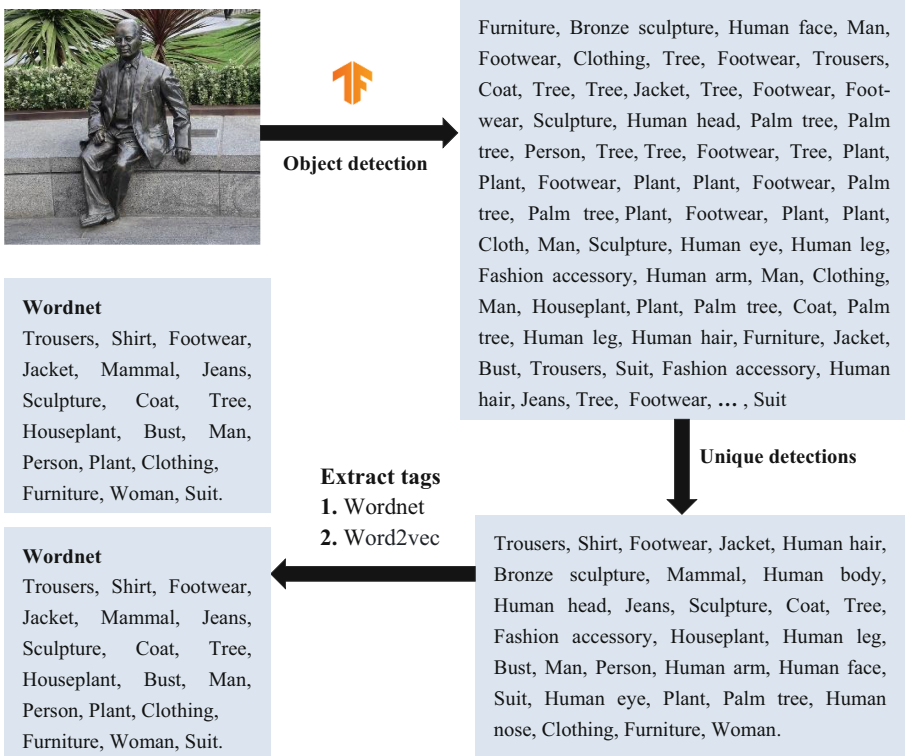 Furniture, Bronze sculpture, Human face, Man,
Footwear, Clothing, Tree, Footwear, Trousers,
Coat, Tree, Tree, Jacket, Tree, Footwear, Foot-
wear, Sculpture, Human head, Palm tree, Palm
tree, Person, Tree, Tree, Footwear, Tree, Plant,
Plant, Footwear, Plant, Plant, Footwear, Palm
tree, Palm tree, Plant, Footwear, Plant, Plant,
Cloth, Man, Sculpture, Human eye, Human leg,
Fashion accessory, Human arm, Man, Clothing,
Man, Houseplant, Plant, Palm tree, Coat, Palm
tree, Human leg, Human hair, Furniture, Jacket,
Bust, Trousers, Suit, Fashion accessory, Human
hair, Jeans, Tree, Footwear, … , Suit
Object detection
Unique detections
Trousers, Shirt, Footwear, Jacket, Human hair,
Bronze sculpture, Mammal, Human body,
Human head, Jeans, Sculpture, Coat, Tree,
Fashion accessory, Houseplant, Human leg,
Bust, Man, Person, Human arm, Human face,
Suit, Human eye, Plant, Palm tree, Human
nose, Clothing, Furniture, Woman.
Extract tags
1. Wordnet
2. Word2vec
Wordnet
Trousers, Shirt, Footwear,
Jacket, Mammal, Jeans,
Sculpture, Coat, Tree,
Houseplant, Bust, Man,
Person, Plant, Clothing,
Furniture, Woman, Suit.
Wordnet
Trousers, Shirt, Footwear,
Jacket, Mammal, Jeans,
Sculpture, Coat, Tree,
Houseplant, Bust, Man,
Person, Plant, Clothing,
Furniture, Woman, Suit.